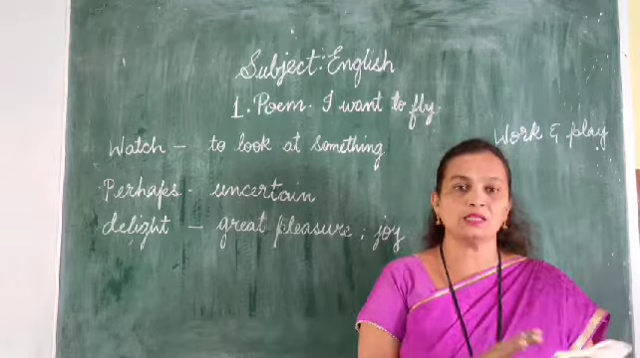 Subject: English
1. Poem. I want to fly.
Work & play
Watch - to look at something
Perhaps - uncertain
delight - great pleasure; joy